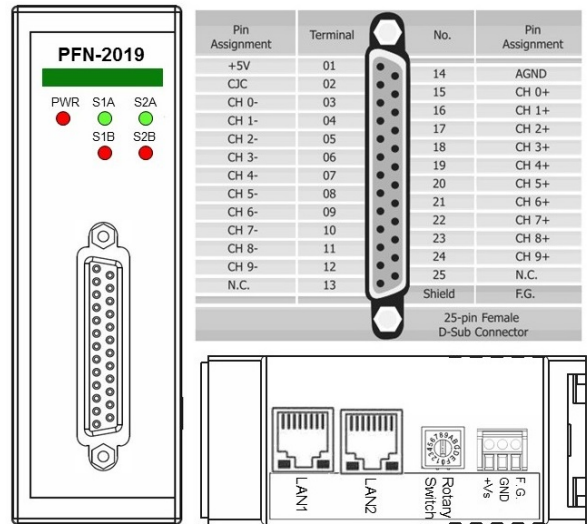 PFN-2019
PWR S1A S2A
S1B S2B
Pin Assignment Terminal No. Pin Assignment
+5V 01
14 AGND
CJC 02
15 CH 0+
CH 0- 03
16 CH 1+
CH 1- 04
17 CH 2+
CH 2- 05
18 CH 3+
CH 3- 06
19 CH 4+
CH 4- 07
20 CH 5+
CH 5- 08
21 CH 6+
CH 6- 09
22 CH 7+
CH 7- 10
23 CH 8+
CH 8- 11
24 CH 9+
CH 9- 12
25 N.C.
N.C. 13
Shield F.G.
25-pin Female
D-Sub Connector
LAN1
LAN2
Rotary
Switch
F.G.
GND
+Vs